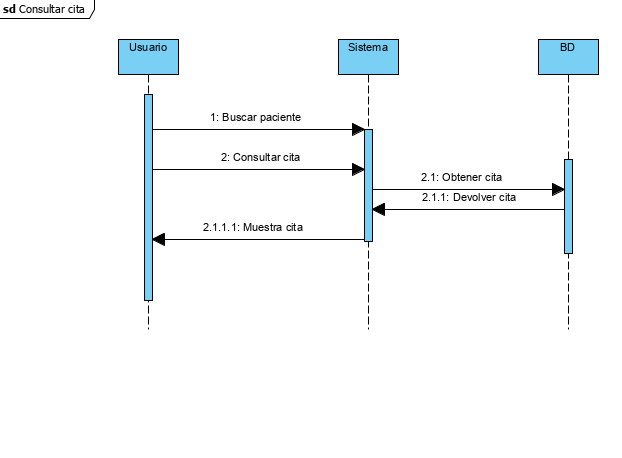 sd Consultar cita
Usuario
Sistema
BD
1: Buscar paciente
2: Consultar cita
2.1: Obtener cita
2.1.1: Devolver cita
2.1.1.1: Muestra cita